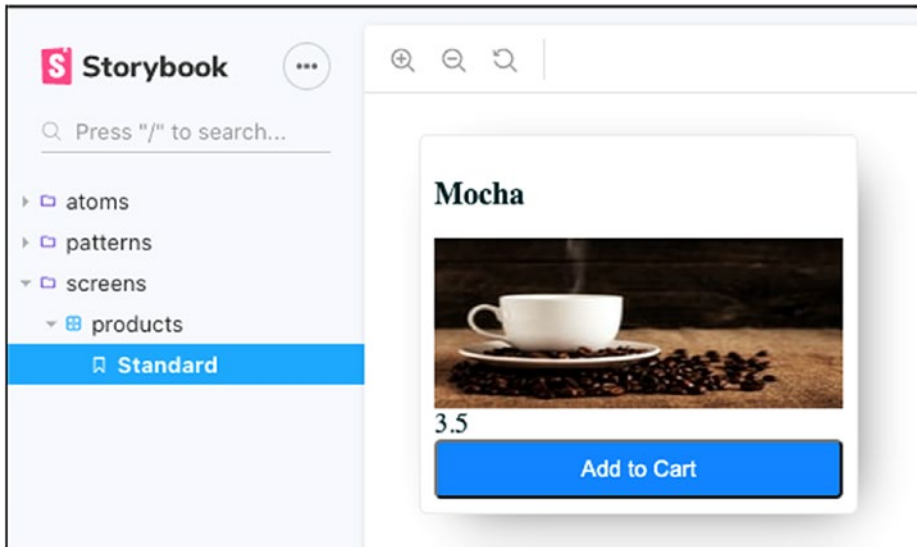 Storybook
Press "/" to search...
atoms
patterns
screens
products
Standard
Mocha
3.5
Add to Cart